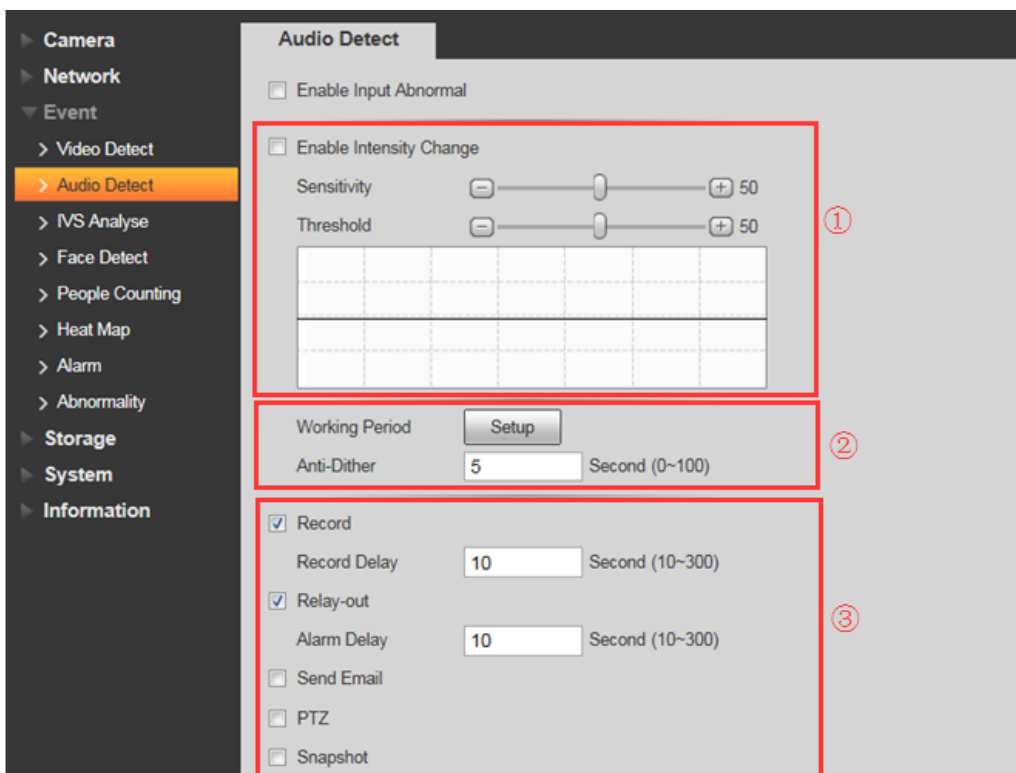 Camera
Network
Event
Video Detect
Audio Detect
IVS Analyse
Face Detect
People Counting
Heat Map
Alarm
Abnormality
Storage
System
Information
Audio Detect
Enable Input Abnormal
Enable Intensity Change
Sensitivity 50
Threshold 50
①
Working Period Setup
Anti-Dither 5 Second (0~100)
②
Record
Record Delay 10 Second (10~300)
Relay-out
Alarm Delay 10 Second (10~300)
③
Send Email
PTZ
Snapshot